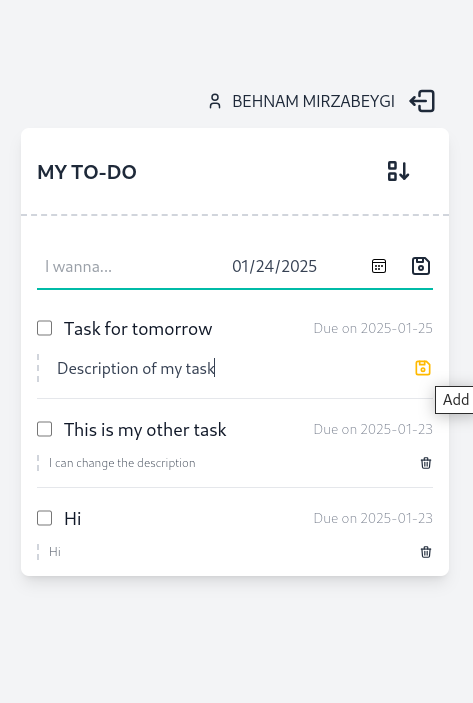 BEHNAM MIRZABEYGI
MY TO-DO
I wanna... 01/24/2025
Task for tomorrow Due on 2025-01-25
Description of my task
Add
This is my other task Due on 2025-01-23
I can change the description
Hi Due on 2025-01-23
Hi